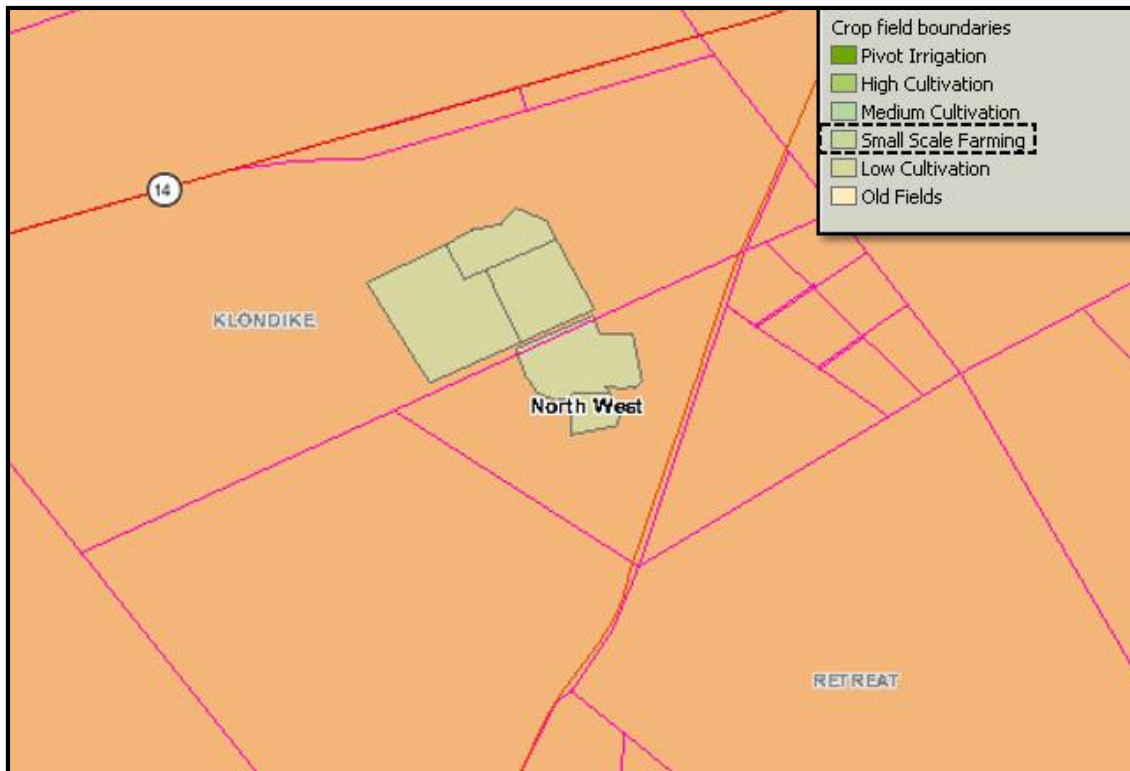 Crop field boundaries
Pivot Irrigation
High Cultivation
Medium Cultivation
Small Scale Farming
Low Cultivation
Old Fields
14
KLONDIKE
North West
RETREAT